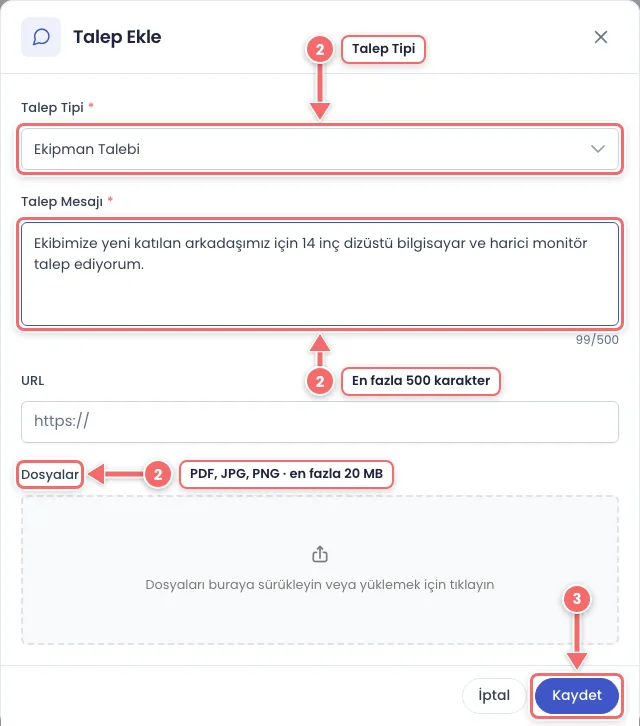 Talep Ekle
2
Talep Tipi
Talep Tipi *
Ekipman Talebi
Talep Mesajı *
Ekibimize yeni katılan arkadaşımız için 14 inç dizüstü bilgisayar ve harici monitör
talep ediyorum.
99/500
2
En fazla 500 karakter
URL
https://
Dosyalar
2
PDF, JPG, PNG · en fazla 20 MB
Dosyaları buraya sürükleyin veya yüklemek için tıklayın
3
İptal
Kaydet